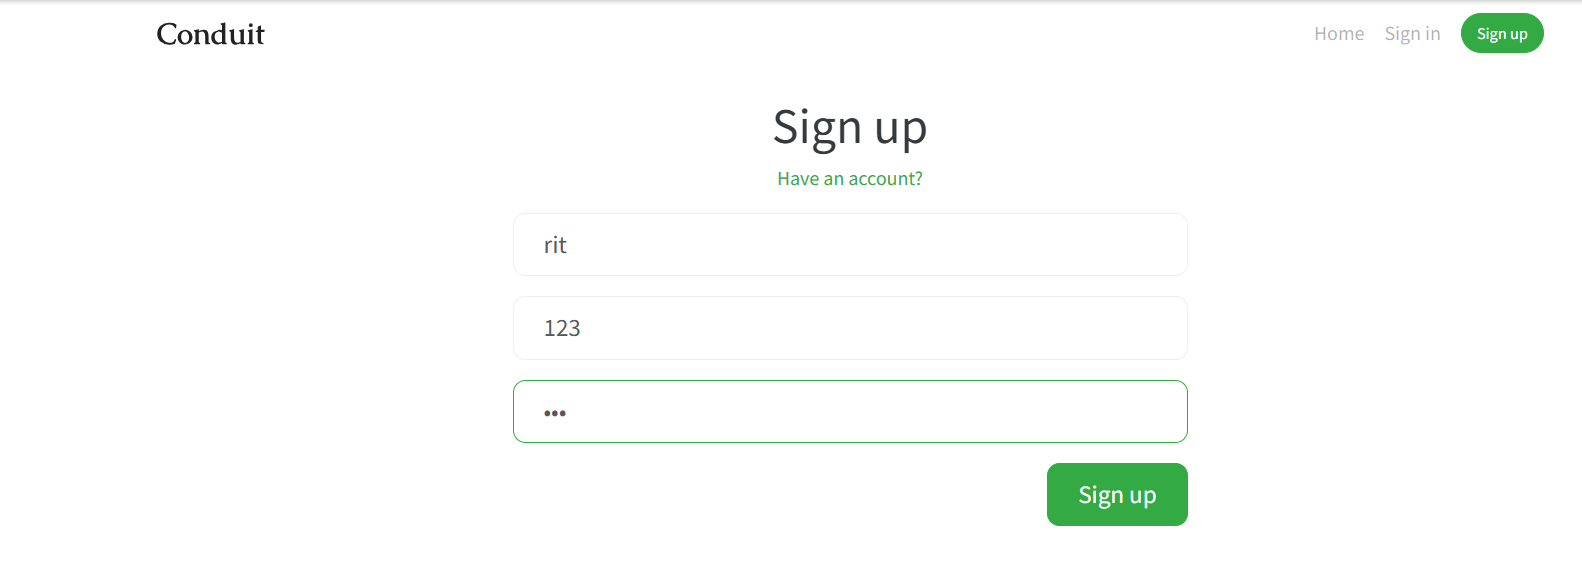 Conduit
Home Sign in Sign up
Sign up
Have an account?
rit
123
•••
Sign up